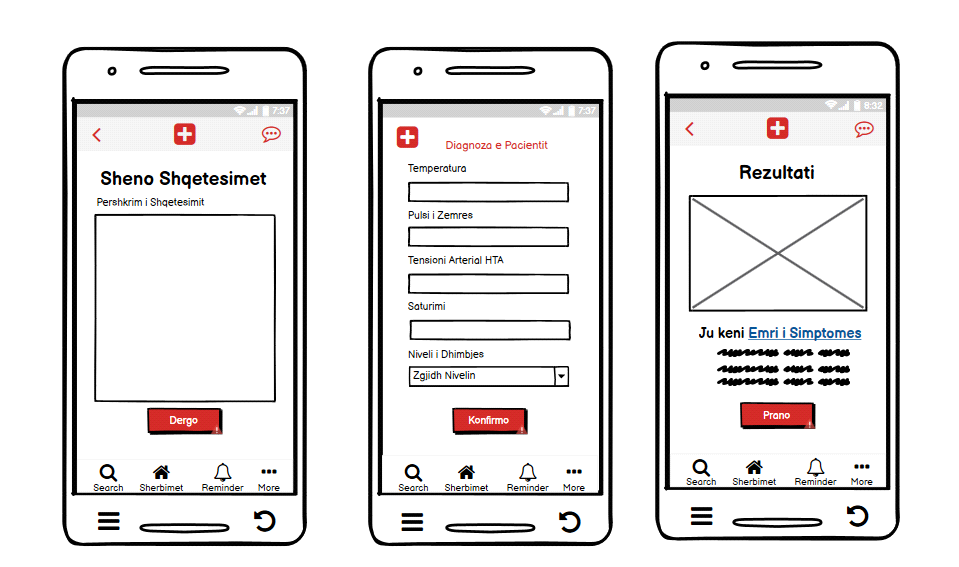 7:37
Sheno Shqetesimet
Pershkrim i Shqetesimit
Dergo
Search Sherbimet Reminder More
7:37
Diagnoza e Pacientit
Temperatura
Pulsi i Zemres
Tensioni Arterial HTA
Saturimi
Niveli i Dhimbjes
Zgjidh Nivelin
Konfirmo
Search Sherbimet Reminder More
8:32
Rezultati
Ju keni Emri i Simptomes
Prano
Search Sherbimet Reminder More